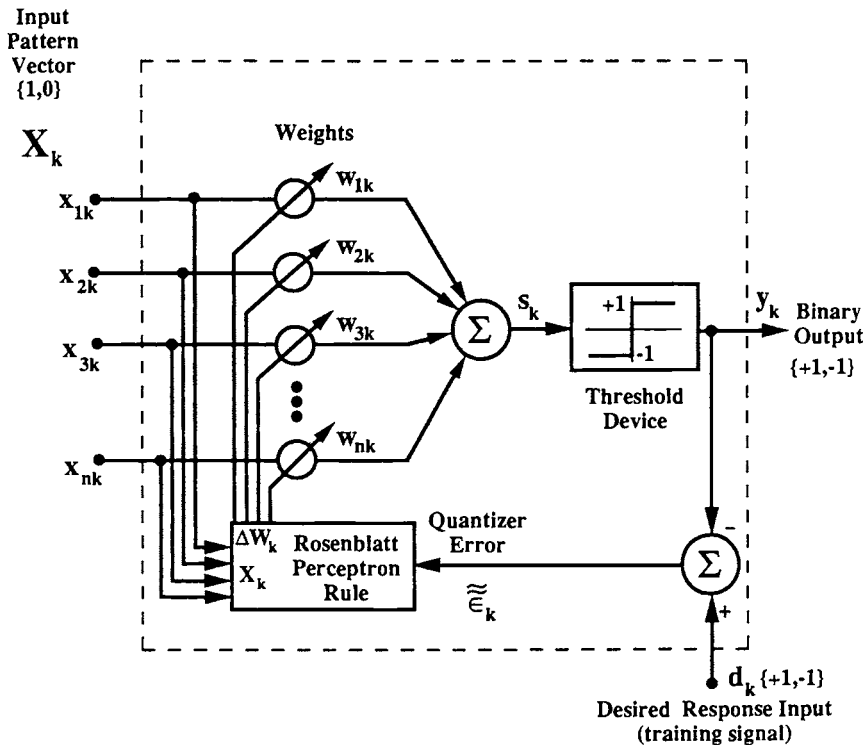 Input
Pattern
Vector
{1,0}
X_k
Weights
x_1k
w_1k
x_2k
w_2k
x_3k
w_3k
x_nk
w_nk
Σ
s_k
+1
-1
Threshold
Device
y_k
Binary
Output
{+1,-1}
ΔW_k
X_k
Rosenblatt
Perceptron
Rule
Quantizer
Error
ϵ̃̃_k
-
Σ
+
d_k {+1,-1}
Desired Response Input
(training signal)